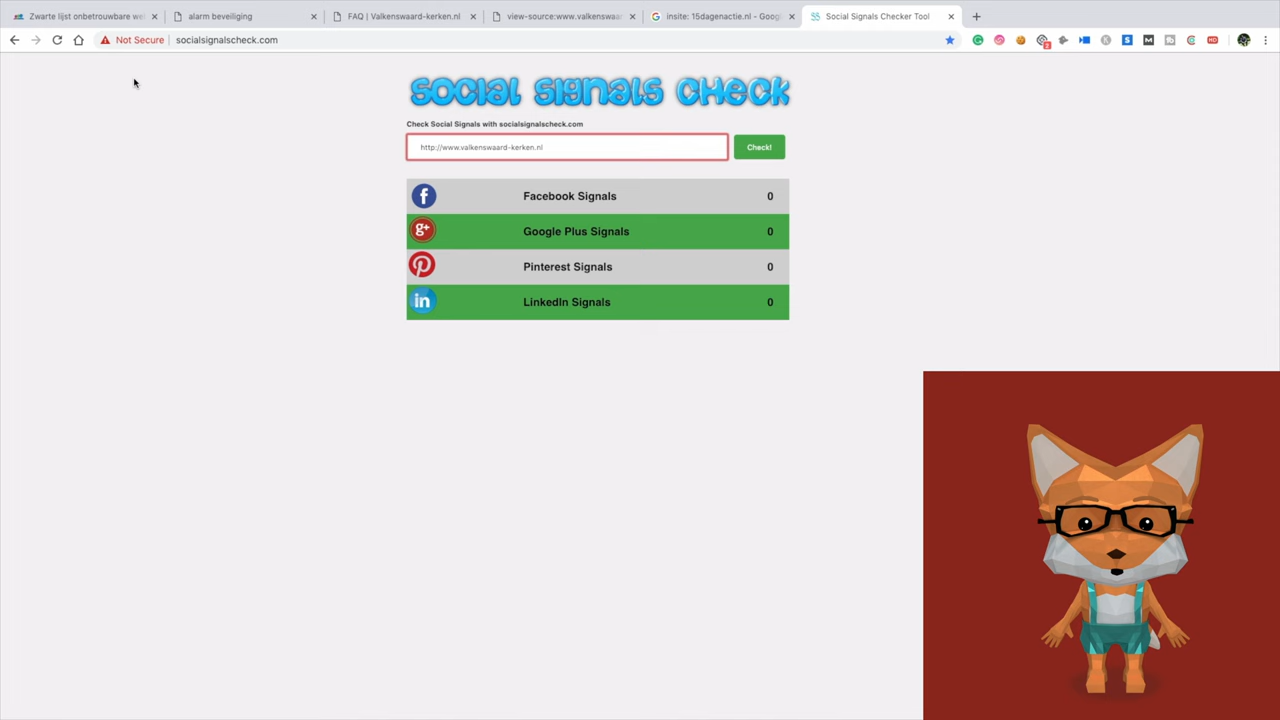 Zwarte lijst onbetrouwbare we
alarm beveiliging
FAQ | Valkenswaard-kerken.nl
view-source:www.valkenswaa
insite: 15dagenactie.nl - Goog
Social Signals Checker Tool
Not Secure
socialsignalscheck.com
SOCIAL SIGNALS CHECK
Check Social Signals with socialsignalscheck.com
http://www.valkenswaard-kerken.nl
Check!
Facebook Signals 0
Google Plus Signals 0
Pinterest Signals 0
LinkedIn Signals 0